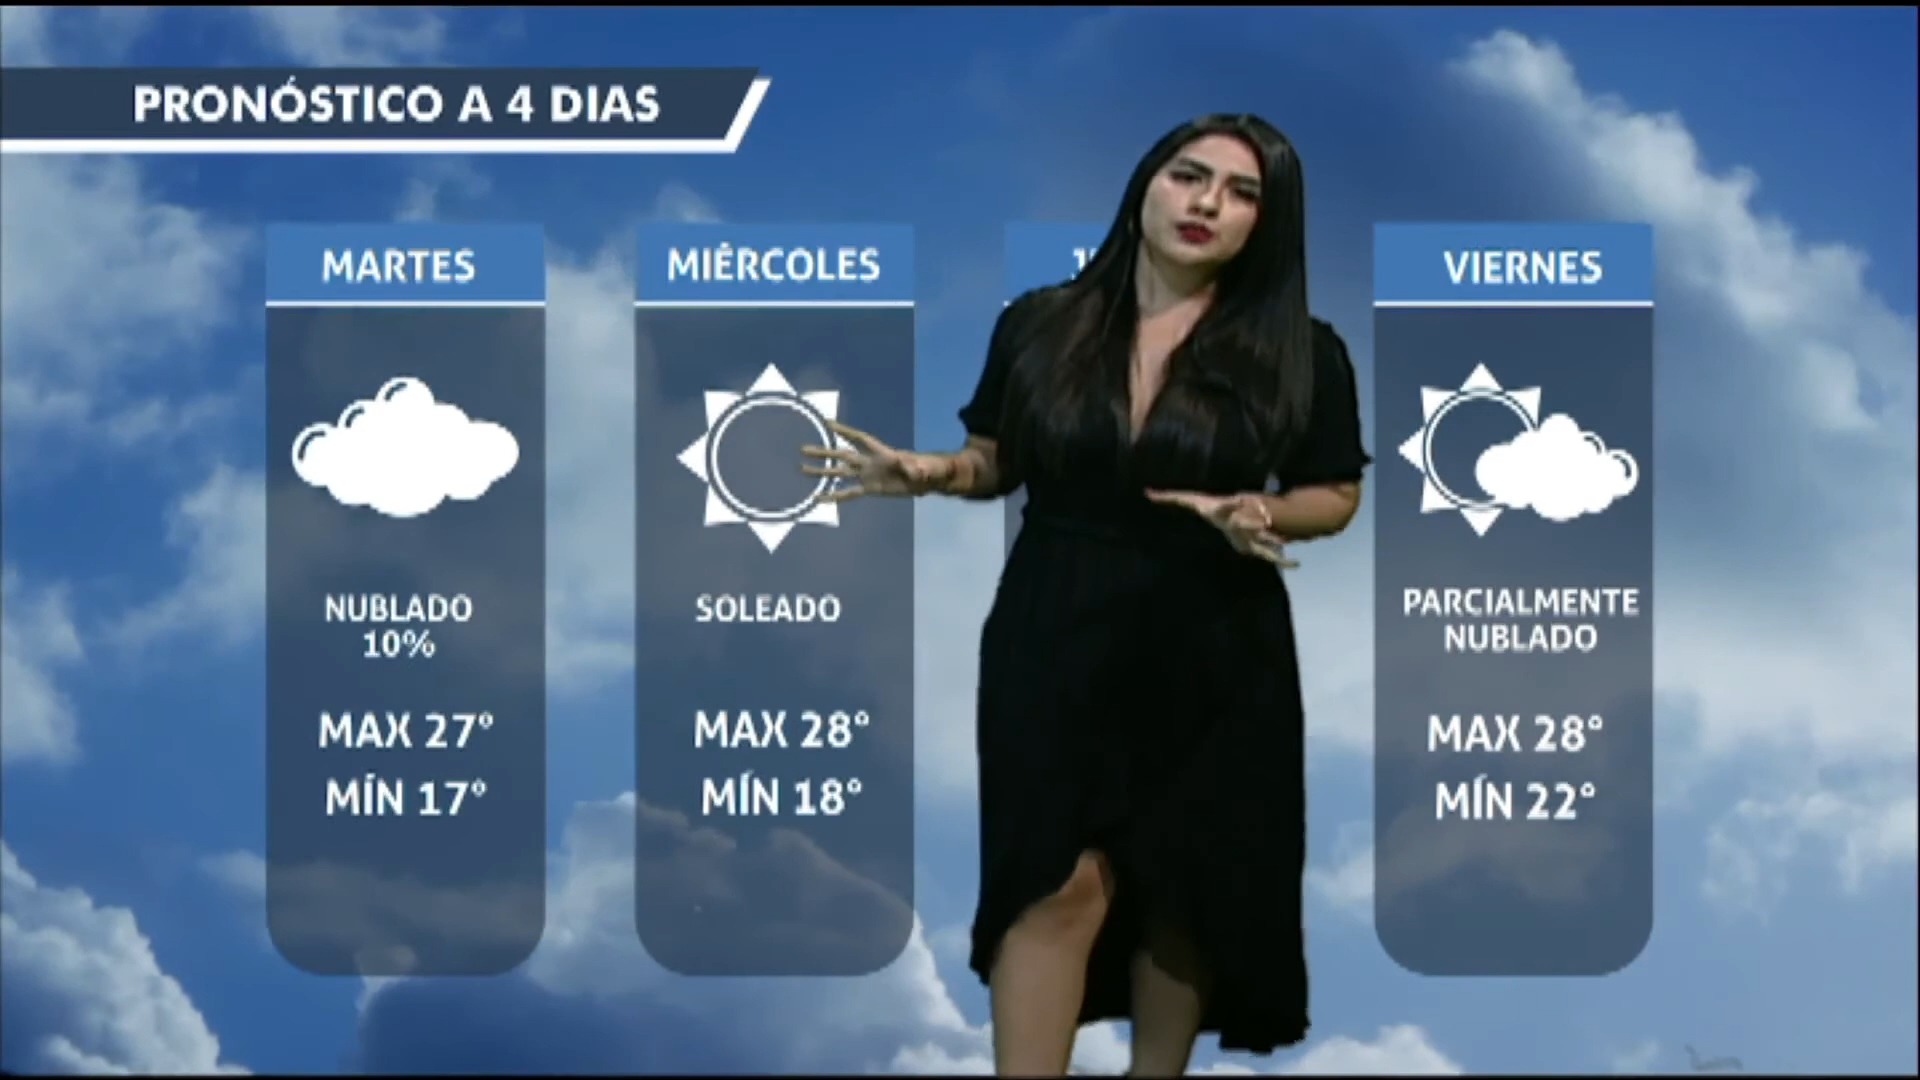 PRONÓSTICO A 4 DIAS
MARTES
NUBLADO
10%
MAX 27°
MÍN 17°
MIÉRCOLES
SOLEADO
MAX 28°
MÍN 18°
VIERNES
PARCIALMENTE
NUBLADO
MAX 28°
MÍN 22°